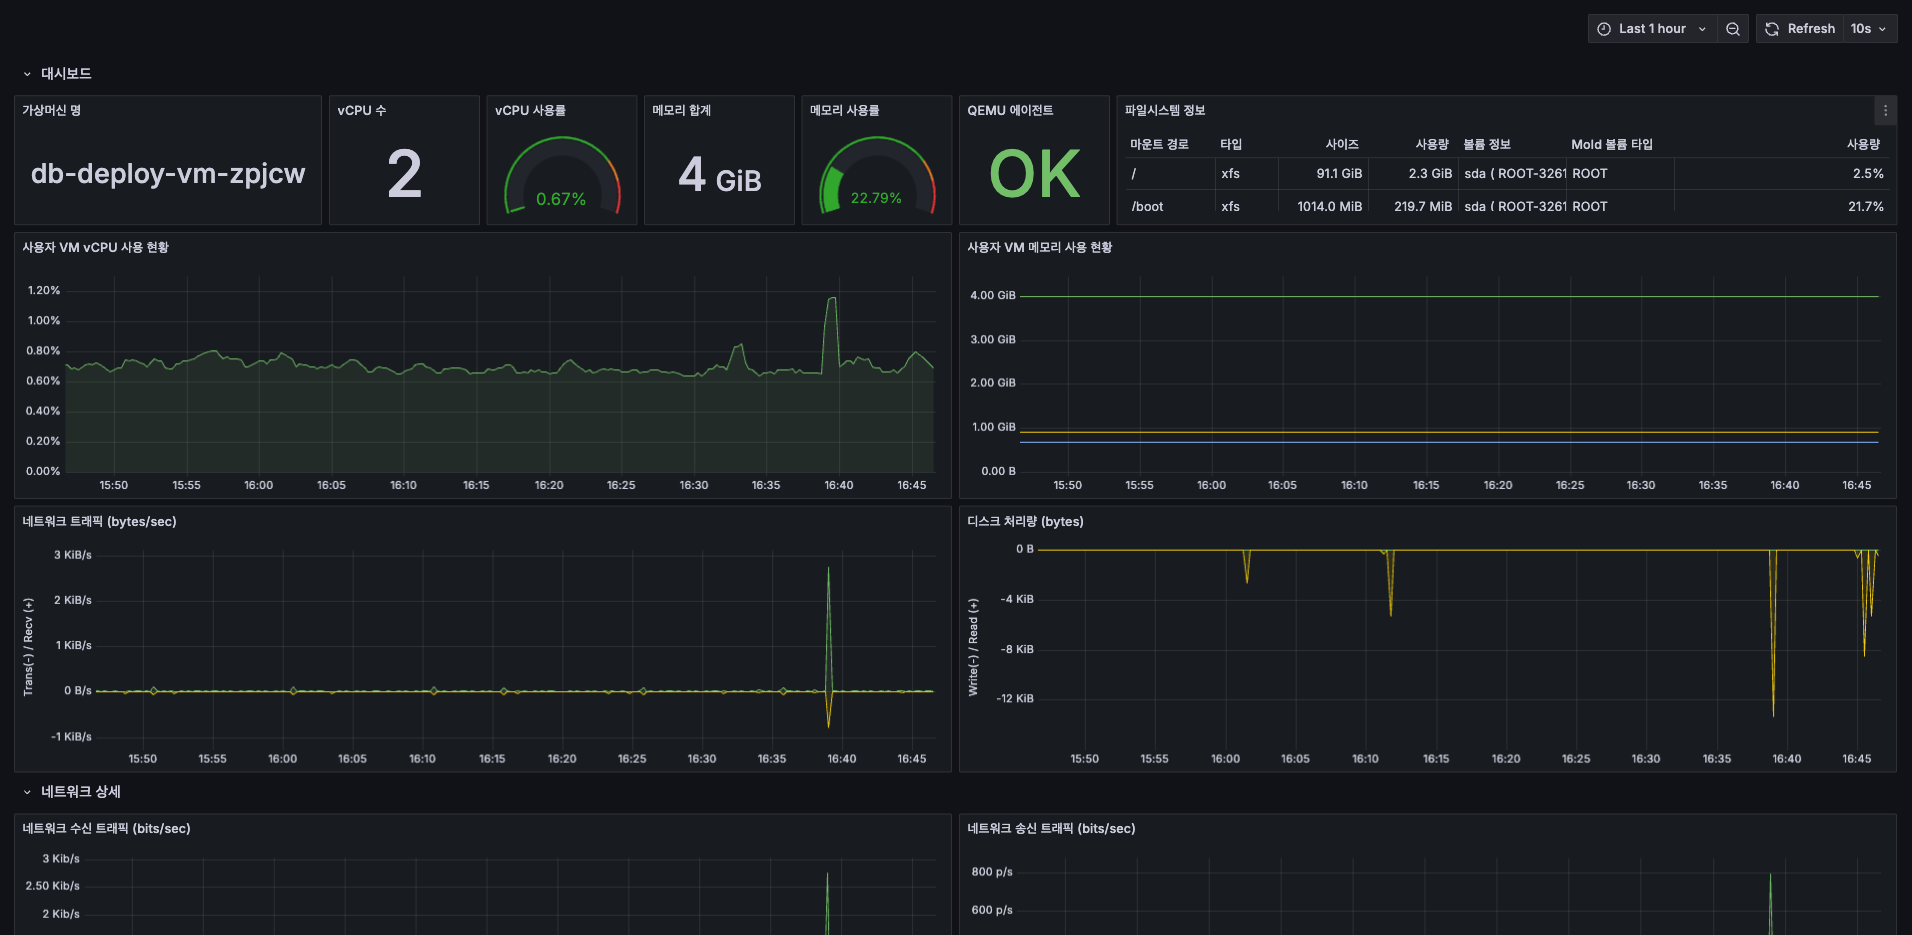 Last 1 hour
Refresh
10s
대시보드
가상머신 명
db-deploy-vm-zpjcw
vCPU 수
2
vCPU 사용률
0.67%
메모리 합계
4 GiB
메모리 사용률
22.79%
QEMU 에이전트
OK
파일시스템 정보
마운트 경로 타입 사이즈 사용량 볼륨 정보 Mold 볼륨 타입 사용량
/ xfs 91.1 GiB 2.3 GiB sda ( ROOT-3261 ROOT 2.5%
/boot xfs 1014.0 MiB 219.7 MiB sda ( ROOT-3261 ROOT 21.7%
사용자 VM vCPU 사용 현황
1.20%
1.00%
0.80%
0.60%
0.40%
0.20%
0.00%
15:50 15:55 16:00 16:05 16:10 16:15 16:20 16:25 16:30 16:35 16:40 16:45
사용자 VM 메모리 사용 현황
4.00 GiB
3.00 GiB
2.00 GiB
1.00 GiB
0.00 B
15:50 15:55 16:00 16:05 16:10 16:15 16:20 16:25 16:30 16:35 16:40 16:45
네트워크 트래픽 (bytes/sec)
Trans(-) / Recv (+)
3 KiB/s
2 KiB/s
1 KiB/s
0 B/s
-1 KiB/s
15:50 15:55 16:00 16:05 16:10 16:15 16:20 16:25 16:30 16:35 16:40 16:45
디스크 처리량 (bytes)
Write(-) / Read (+)
0 B
-4 KiB
-8 KiB
-12 KiB
15:50 15:55 16:00 16:05 16:10 16:15 16:20 16:25 16:30 16:35 16:40 16:45
네트워크 상세
네트워크 수신 트래픽 (bits/sec)
3 Kib/s
2.50 Kib/s
2 Kib/s
네트워크 송신 트래픽 (bits/sec)
800 p/s
600 p/s